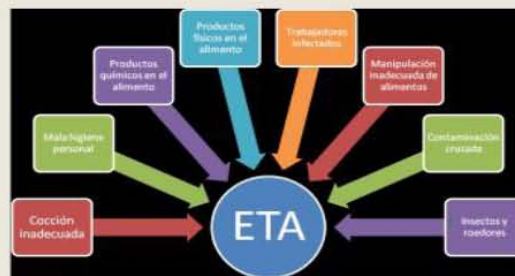 Productos
físicos en el
alimento
Trabajadores
infectados
Productos
químicos en el
alimento
Manipulación
inadecuada de
alimentos
Mala higiene
personal
Contaminación
cruzada
Cocción
inadecuada
ETA
Insectos y
roedores